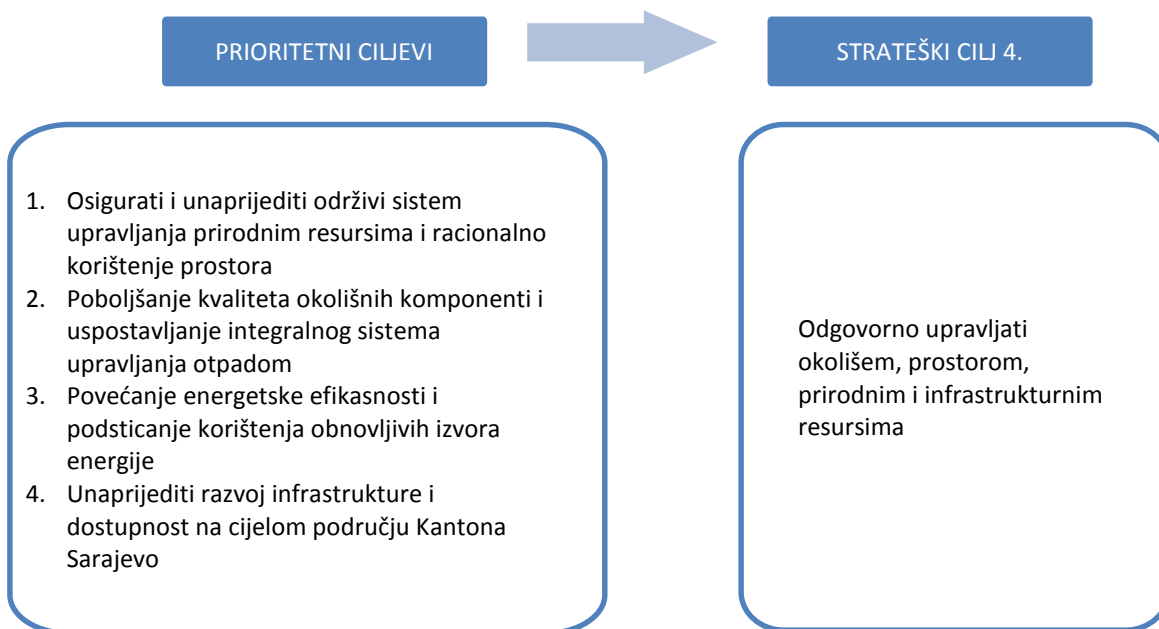 PRIORITETNI CILJEVI
STRATEŠKI CILJ 4.
1. Osigurati i unaprijediti održivi sistem
upravljanja prirodnim resursima i racionalno
korištenje prostora
2. Poboljšanje kvaliteta okolišnih komponenti i
uspostavljanje integralnog sistema
upravljanja otpadom
3. Povećanje energetske efikasnosti i
podsticanje korištenja obnovljivih izvora
energije
4. Unaprijediti razvoj infrastrukture i
dostupnost na cijelom području Kantona
Sarajevo
Odgovorno upravljati
okolišem, prostorom,
prirodnim i infrastrukturnim
resursima